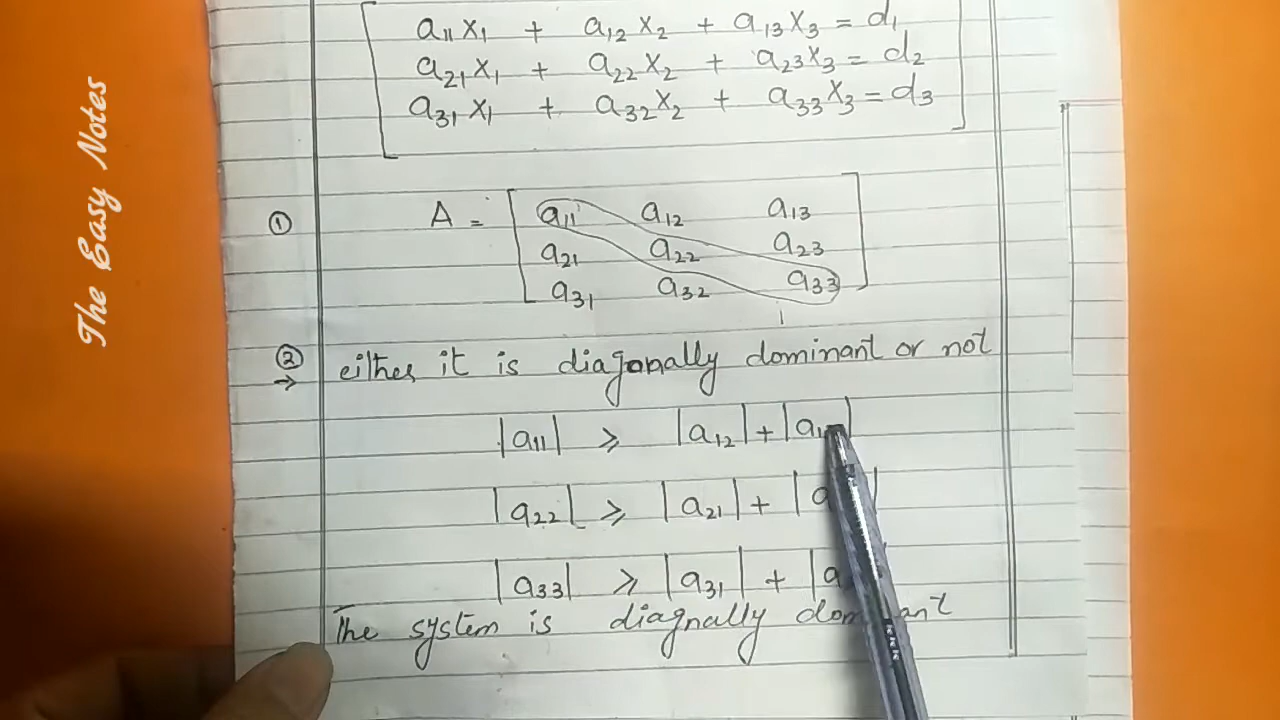 a11x1 + a12x2 + a13x3 = d1
a21x1 + a22x2 + a23x3 = d2
a31x1 + a32x2 + a33x3 = d3
The Easy Notes
① A = [ a11 a12 a13
a21 a22 a23
a31 a32 a33 ]
② either it is diagonally dominant or not
→
|a11| ⩾ |a12| + |a
|a22| ⩾ |a21| + |a |
|a33| ⩾ |a31| + |a
The system is diagnally